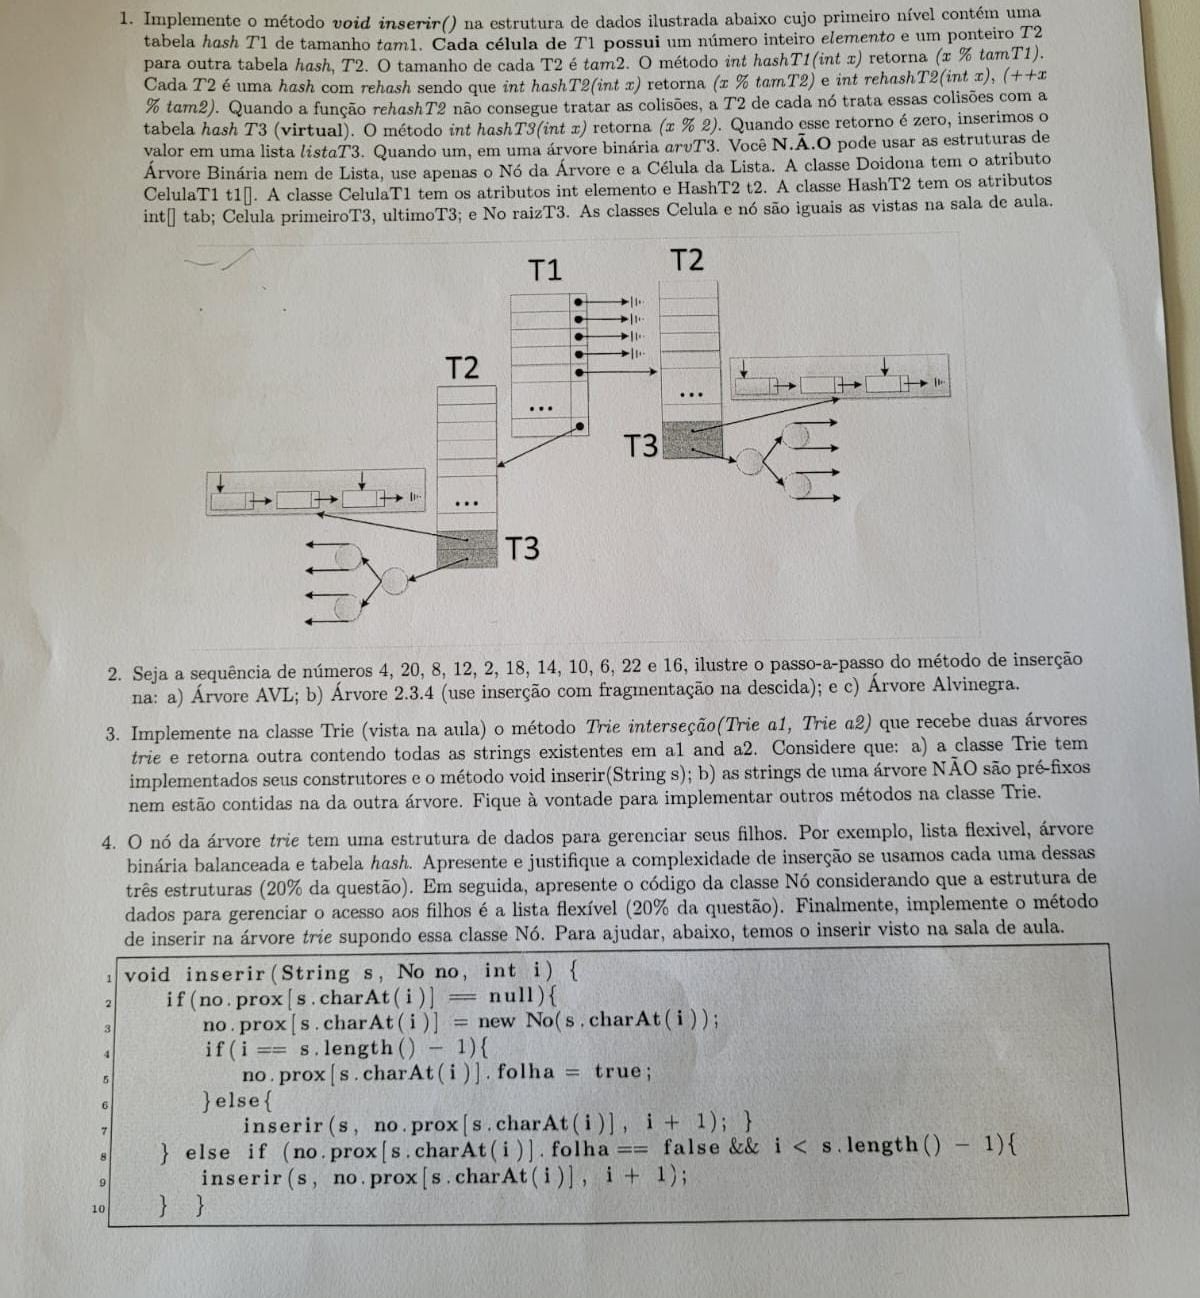 1. Implemente o método void inserir() na estrutura de dados ilustrada abaixo cujo primeiro nível contém uma
tabela hash T1 de tamanho tam1. Cada célula de T1 possui um número inteiro elemento e um ponteiro T2
para outra tabela hash, T2. O tamanho de cada T2 é tam2. O método int hashT1(int x) retorna (x % tamT1).
Cada T2 é uma hash com rehash sendo que int hashT2(int x) retorna (x % tamT2) e int rehashT2(int x), (++x
% tam2). Quando a função rehashT2 não consegue tratar as colisões, a T2 de cada nó trata essas colisões com a
tabela hash T3 (virtual). O método int hashT3(int x) retorna (x % 2). Quando esse retorno é zero, inserimos o
valor em uma lista listaT3. Quando um, em uma árvore binária arvT3. Você N.Ã.O pode usar as estruturas de
Árvore Binária nem de Lista, use apenas o Nó da Árvore e a Célula da Lista. A classe Doidona tem o atributo
CelulaT1 t1[]. A classe CelulaT1 tem os atributos int elemento e HashT2 t2. A classe HashT2 tem os atributos
int[] tab; Celula primeiroT3, ultimoT3; e No raizT3. As classes Celula e nó são iguais as vistas na sala de aula.
T1
T2
T2
...
...
T3
...
T3
2. Seja a sequência de números 4, 20, 8, 12, 2, 18, 14, 10, 6, 22 e 16, ilustre o passo-a-passo do método de inserção
na: a) Árvore AVL; b) Árvore 2.3.4 (use inserção com fragmentação na descida); e c) Árvore Alvinegra.
3. Implemente na classe Trie (vista na aula) o método Trie interseção(Trie a1, Trie a2) que recebe duas árvores
trie e retorna outra contendo todas as strings existentes em a1 and a2. Considere que: a) a classe Trie tem
implementados seus construtores e o método void inserir(String s); b) as strings de uma árvore NÃO são pré-fixos
nem estão contidas na da outra árvore. Fique à vontade para implementar outros métodos na classe Trie.
4. O nó da árvore trie tem uma estrutura de dados para gerenciar seus filhos. Por exemplo, lista flexivel, árvore
binária balanceada e tabela hash. Apresente e justifique a complexidade de inserção se usamos cada uma dessas
três estruturas (20% da questão). Em seguida, apresente o código da classe Nó considerando que a estrutura de
dados para gerenciar o acesso aos filhos é a lista flexível (20% da questão). Finalmente, implemente o método
de inserir na árvore trie supondo essa classe Nó. Para ajudar, abaixo, temos o inserir visto na sala de aula.
1 void inserir(String s, No no, int i) {
2 if(no.prox[s.charAt(i)] == null){
3 no.prox[s.charAt(i)] = new No(s.charAt(i));
4 if(i == s.length() - 1){
5 no.prox[s.charAt(i)].folha = true;
6 }else{
7 inserir(s, no.prox[s.charAt(i)], i + 1); }
8 } else if (no.prox[s.charAt(i)].folha == false && i < s.length() - 1){
9 inserir(s, no.prox[s.charAt(i)], i + 1);
10 } }